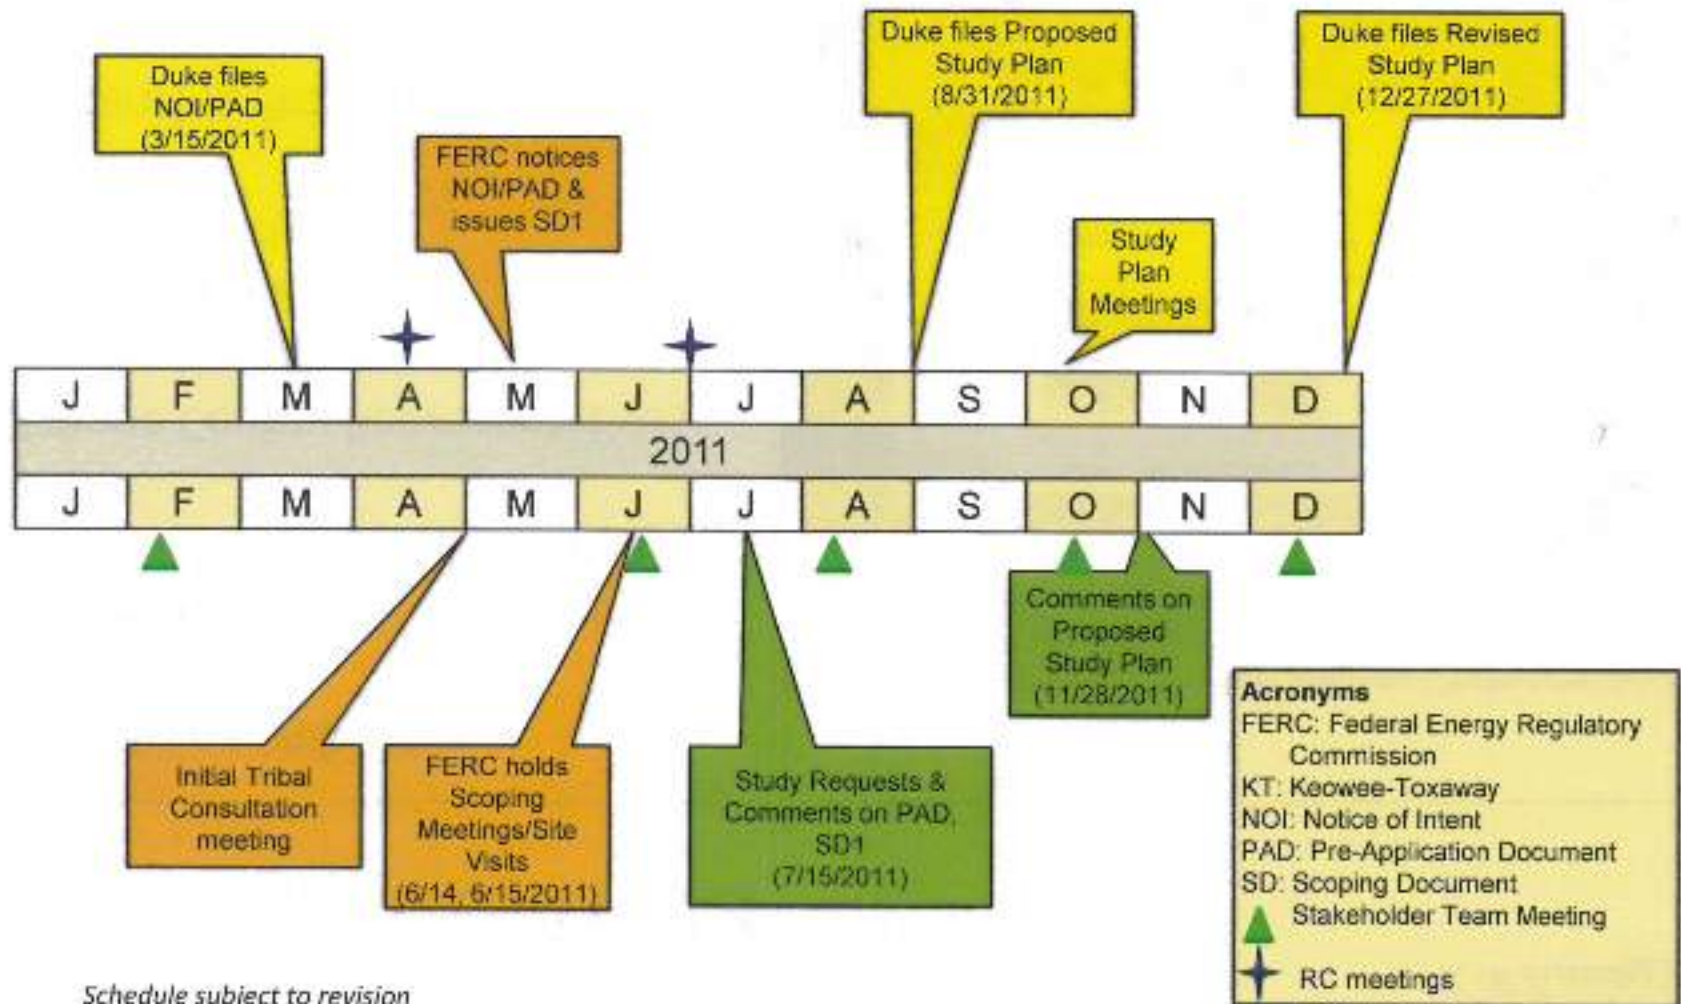 Duke files
NOI/PAD
(3/15/2011)
FERC notices
NOI/PAD &
issues SD1
Duke files Proposed
Study Plan
(8/31/2011)
Study
Plan
Meetings
Duke files Revised
Study Plan
(12/27/2011)
J F M A M J J A S O N D
2011
J F M A M J J A S O N D
Initial Tribal
Consultation
meeting
FERC holds
Scoping
Meetings/Site
Visits
(6/14, 6/15/2011)
Study Requests &
Comments on PAD,
SD1
(7/15/2011)
Comments on
Proposed
Study Plan
(11/28/2011)
Acronyms
FERC: Federal Energy Regulatory
Commission
KT: Keowee-Toxaway
NOI: Notice of Intent
PAD: Pre-Application Document
SD: Scoping Document
Stakeholder Team Meeting
RC meetings
Schedule subject to revision